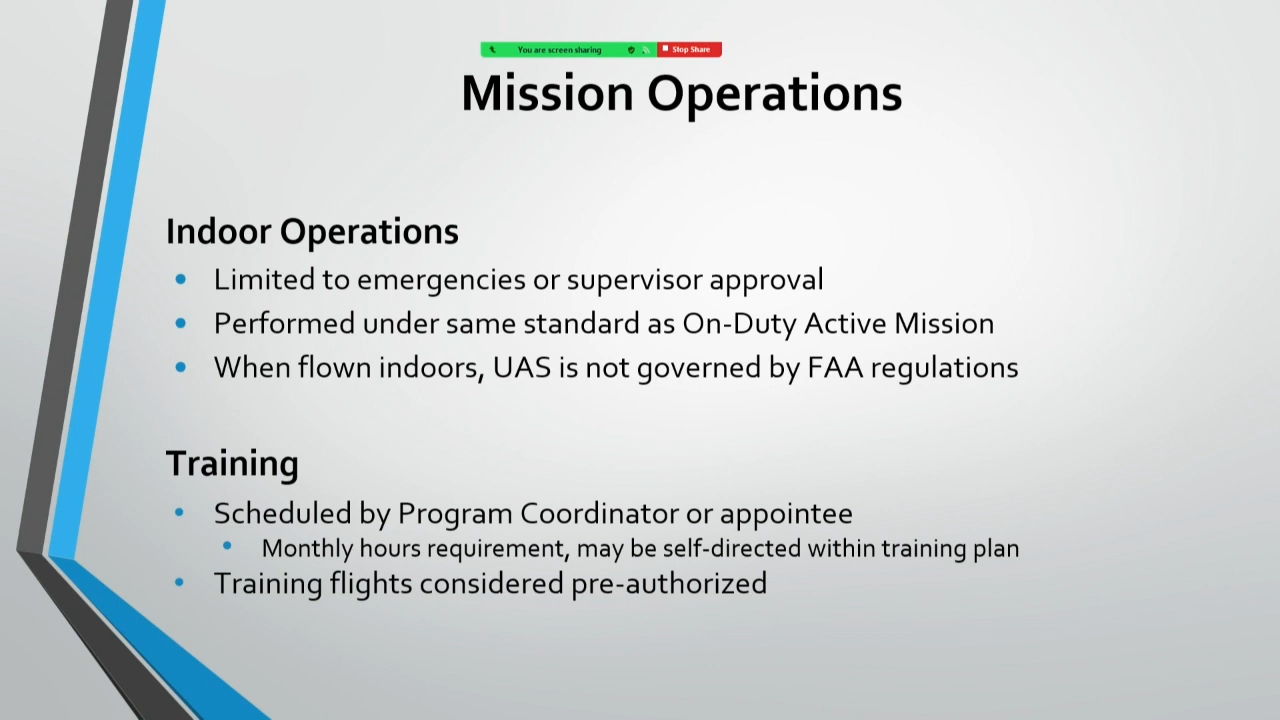 You are screen sharing
Stop Share
Mission Operations
Indoor Operations
• Limited to emergencies or supervisor approval
• Performed under same standard as On-Duty Active Mission
• When flown indoors, UAS is not governed by FAA regulations
Training
• Scheduled by Program Coordinator or appointee
• Monthly hours requirement, may be self-directed within training plan
• Training flights considered pre-authorized